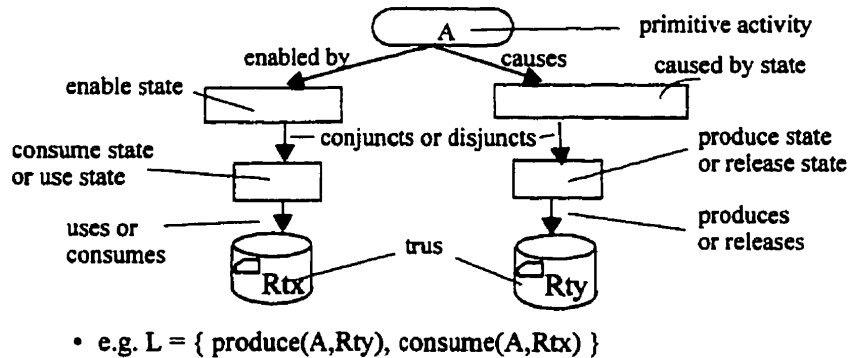 A
primitive activity
enabled by
causes
caused by state
enable state
conjuncts or disjuncts
consume state
or use state
produce state
or release state
uses or
consumes
produces
or releases
trus
Rtx
Rty
• e.g. L = { produce(A,Rty), consume(A,Rtx) }